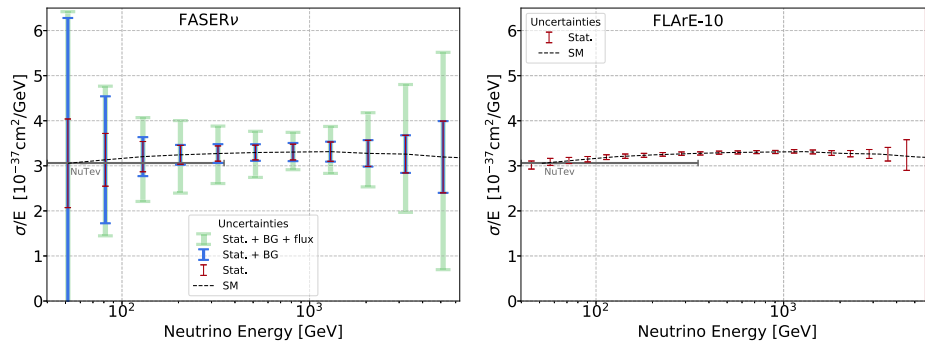 FASERν
σ/E [10⁻³⁷cm²/GeV]
6
5
4
3
2
1
0
NuTev
Uncertainties
Stat. + BG + flux
Stat. + BG
Stat.
SM
10²
10³
Neutrino Energy [GeV]
FLArE-10
σ/E [10⁻³⁷cm²/GeV]
6
5
4
3
2
1
0
Uncertainties
Stat.
SM
NuTev
10²
10³
Neutrino Energy [GeV]